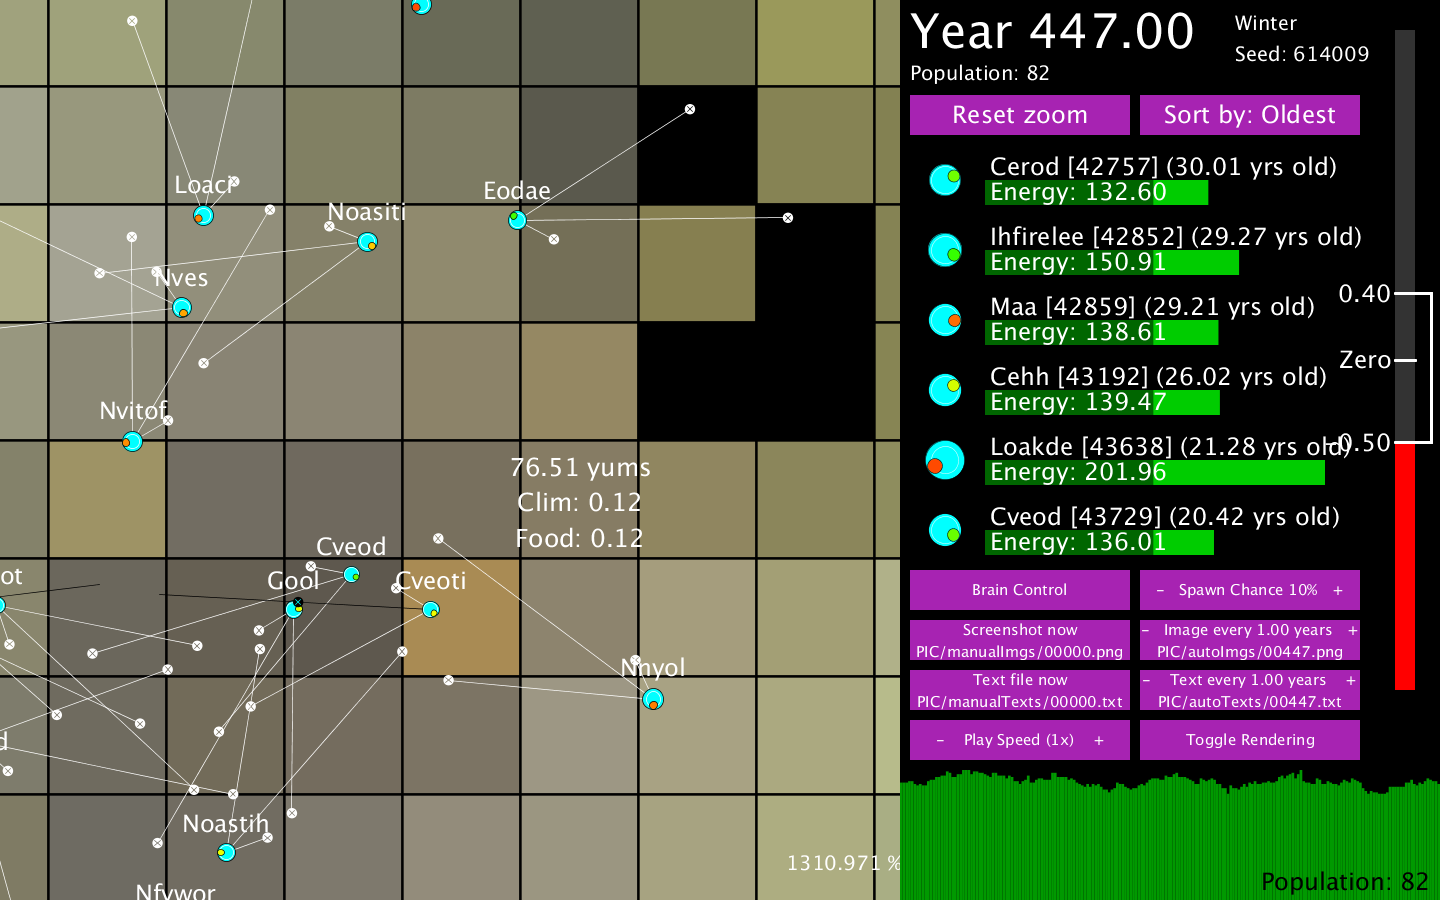 Year 447.00
Winter
Seed: 614009
Population: 82
Reset zoom
Sort by: Oldest
Cerod [42757] (30.01 yrs old)
Energy: 132.60
Ihfirelee [42852] (29.27 yrs old)
Energy: 150.91
Maa [42859] (29.21 yrs old)
Energy: 138.61
Cehh [43192] (26.02 yrs old)
Energy: 139.47
Loakde [43638] (21.28 yrs old)
Energy: 201.96
Cveod [43729] (20.42 yrs old)
Energy: 136.01
0.40
Zero
-0.50
Brain Control
- Spawn Chance 10% +
Screenshot now
PIC/manualImgs/00000.png
- Image every 1.00 years +
PIC/autoImgs/00447.png
Text file now
PIC/manualTexts/00000.txt
- Text every 1.00 years +
PIC/autoTexts/00447.txt
- Play Speed (1x) +
Toggle Rendering
Population: 82
Loaci
Noasiti
Eodae
Nves
Nvitof
76.51 yums
Clim: 0.12
Food: 0.12
Cveod
ot
Gool
Cveoti
Nnyol
d
Noastih
1310.971 %
Nfywor